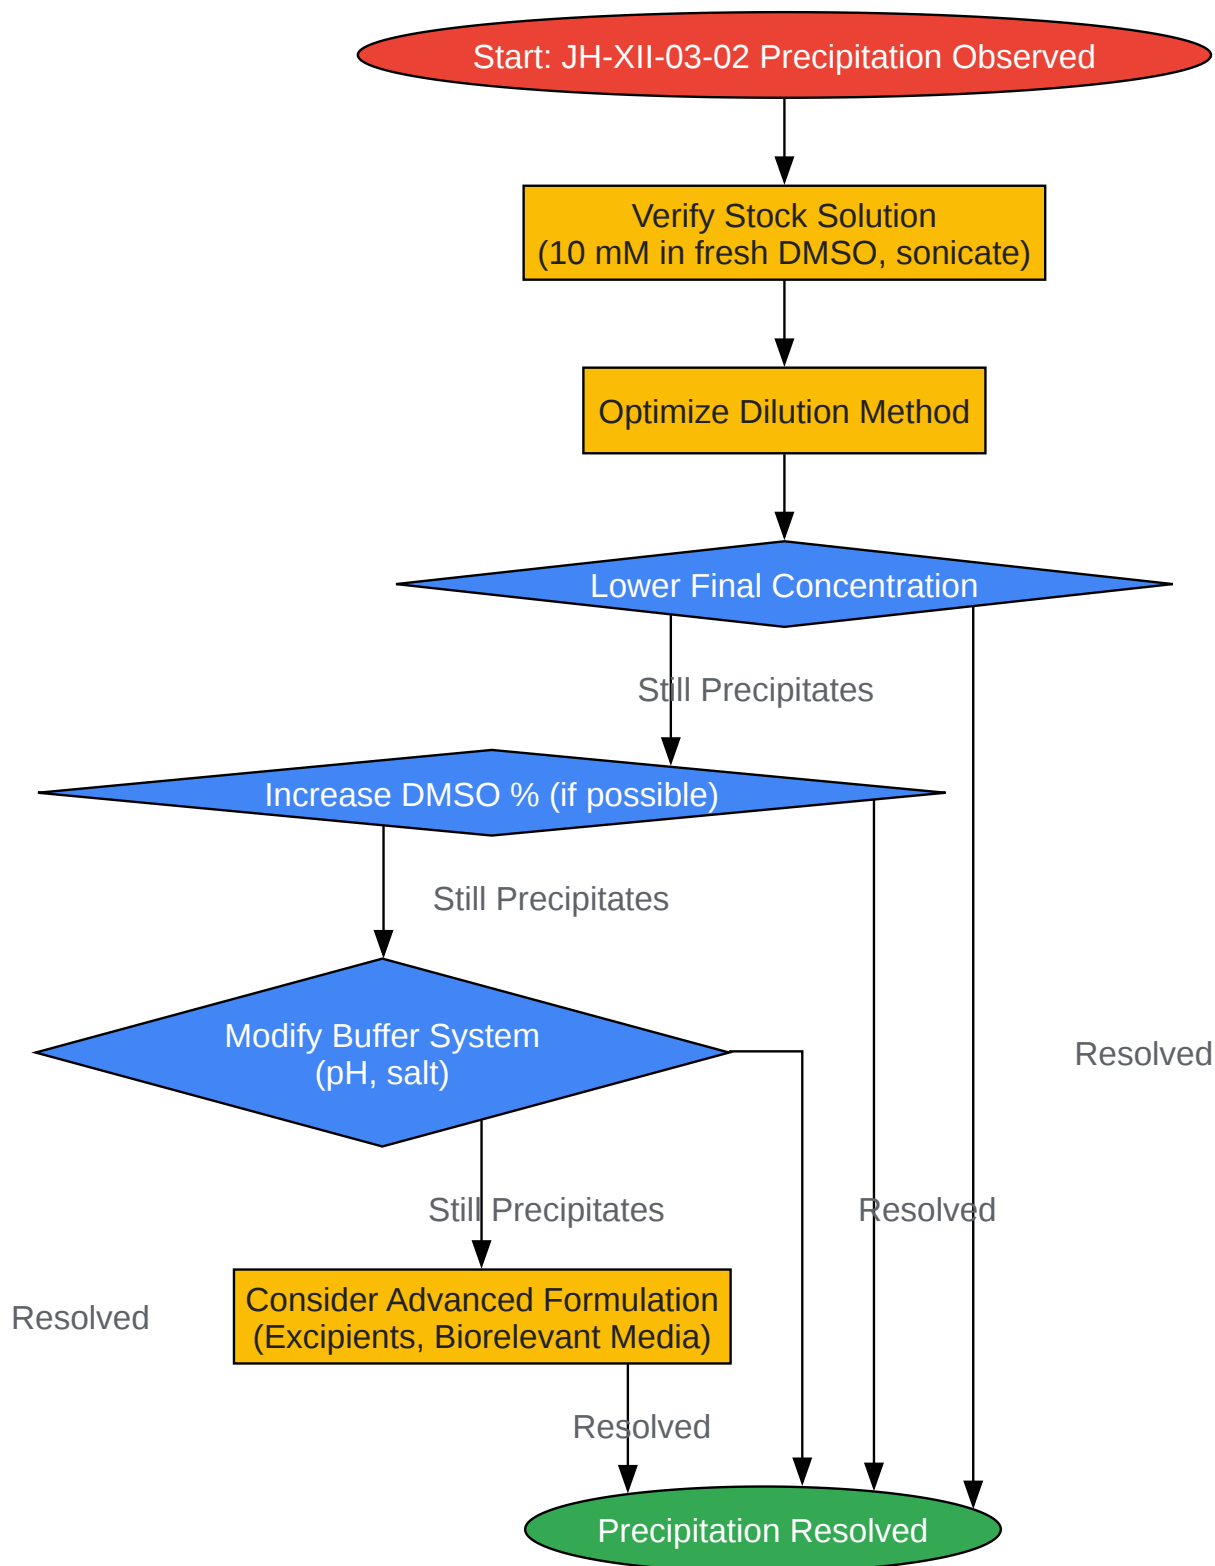 Start: JH-XII-03-02 Precipitation Observed
Verify Stock Solution
(10 mM in fresh DMSO, sonicate)
Optimize Dilution Method
Lower Final Concentration
Still Precipitates
Increase DMSO % (if possible)
Still Precipitates
Modify Buffer System
(pH, salt)
Resolved
Still Precipitates
Resolved
Consider Advanced Formulation
(Excipients, Biorelevant Media)
Resolved
Resolved
Precipitation Resolved